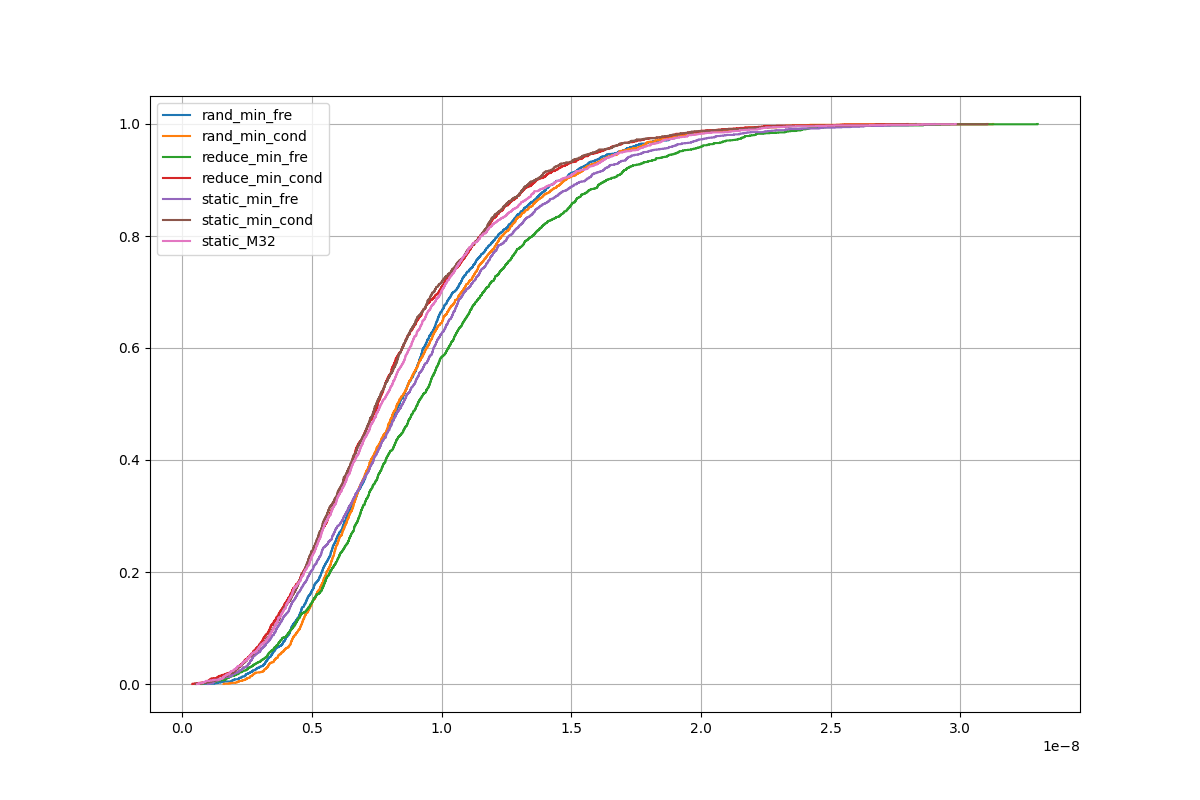 rand_min_fre
rand_min_cond
reduce_min_fre
reduce_min_cond
static_min_fre
static_min_cond
static_M32
1.0
0.8
0.6
0.4
0.2
0.0
0.0 0.5 1.0 1.5 2.0 2.5 3.0
1e−8